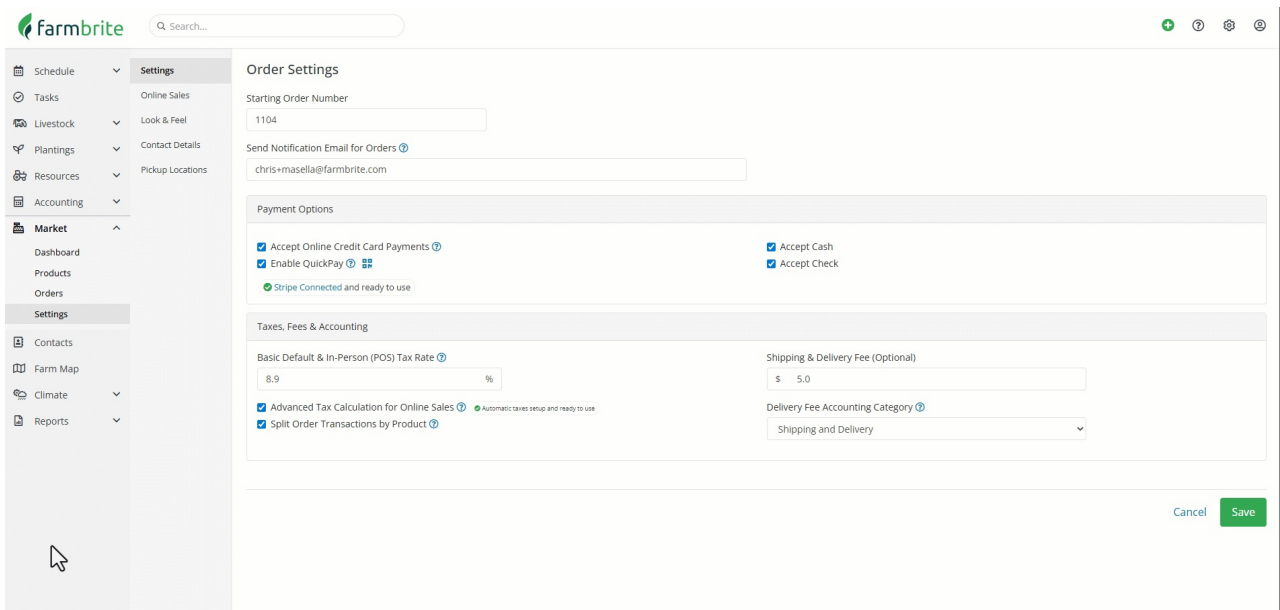 farmbrite
Search...
Schedule
Tasks
Livestock
Plantings
Resources
Accounting
Market
Dashboard
Products
Orders
Settings
Contacts
Farm Map
Climate
Reports
Settings
Online Sales
Look & Feel
Contact Details
Pickup Locations
Order Settings
Starting Order Number
1104
Send Notification Email for Orders
chris+masella@farmbrite.com
Payment Options
Accept Online Credit Card Payments
Enable QuickPay
Stripe Connected and ready to use
Accept Cash
Accept Check
Taxes, Fees & Accounting
Basic Default & In-Person (POS) Tax Rate
8.9 %
Advanced Tax Calculation for Online Sales Automatic taxes setup and ready to use
Split Order Transactions by Product
Shipping & Delivery Fee (Optional)
$ 5.0
Delivery Fee Accounting Category
Shipping and Delivery
Cancel Save